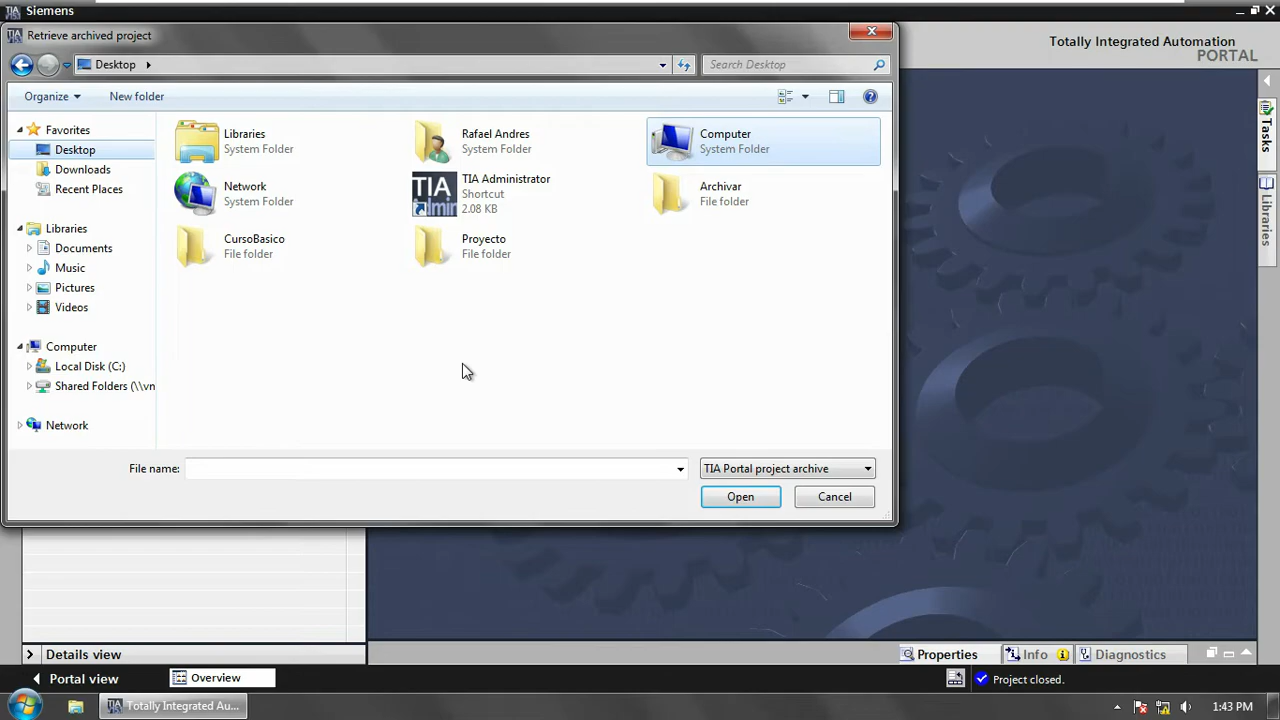 Siemens
Totally Integrated Automation
PORTAL
Retrieve archived project
Desktop
Search Desktop
Organize
New folder
Favorites
Desktop
Downloads
Recent Places
Libraries
Documents
Music
Pictures
Videos
Computer
Local Disk (C:)
Shared Folders (\\vn
Network
Libraries
System Folder
Rafael Andres
System Folder
Computer
System Folder
Network
System Folder
TIA
admin
TIA Administrator
Shortcut
2.08 KB
Archivar
File folder
CursoBasico
File folder
Proyecto
File folder
File name:
TIA Portal project archive
Open
Cancel
Tasks
Libraries
Details view
Properties
Info
Diagnostics
Portal view
Overview
Project closed.
Totally Integrated Au...
1:43 PM